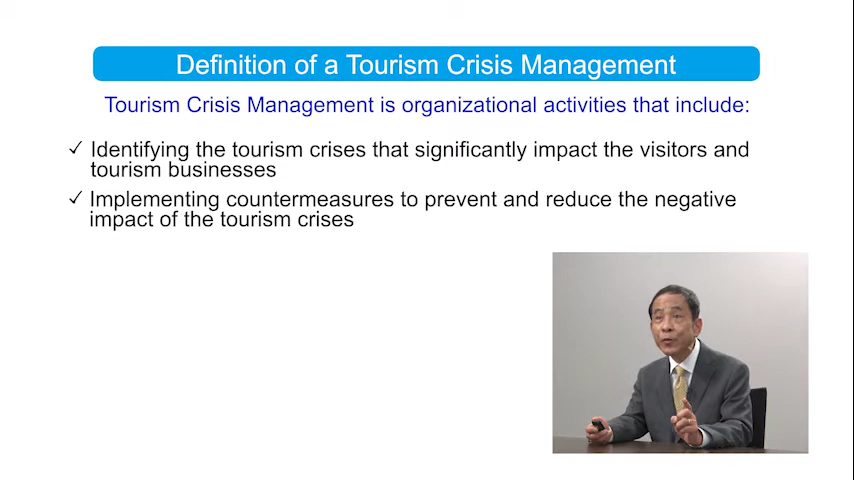 Definition of a Tourism Crisis Management
Tourism Crisis Management is organizational activities that include:
✓ Identifying the tourism crises that significantly impact the visitors and
tourism businesses
✓ Implementing countermeasures to prevent and reduce the negative
impact of the tourism crises